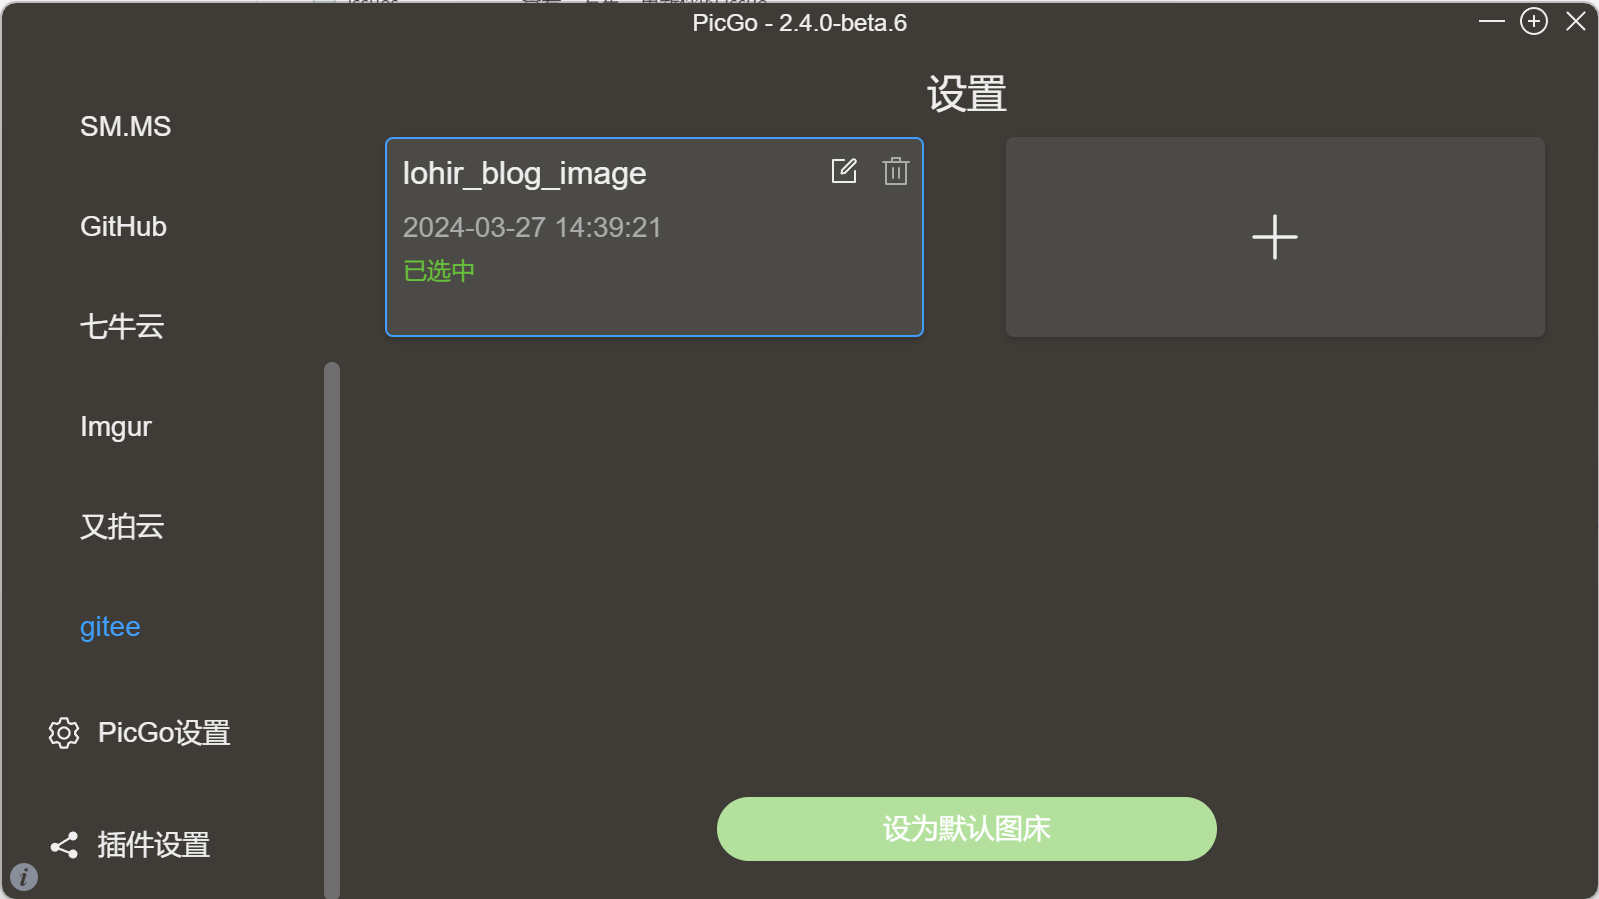 PicGo - 2.4.0-beta.6
SM.MS
GitHub
七牛云
Imgur
又拍云
gitee
PicGo设置
插件设置
设置
lohir_blog_image
2024-03-27 14:39:21
已选中
设为默认图床